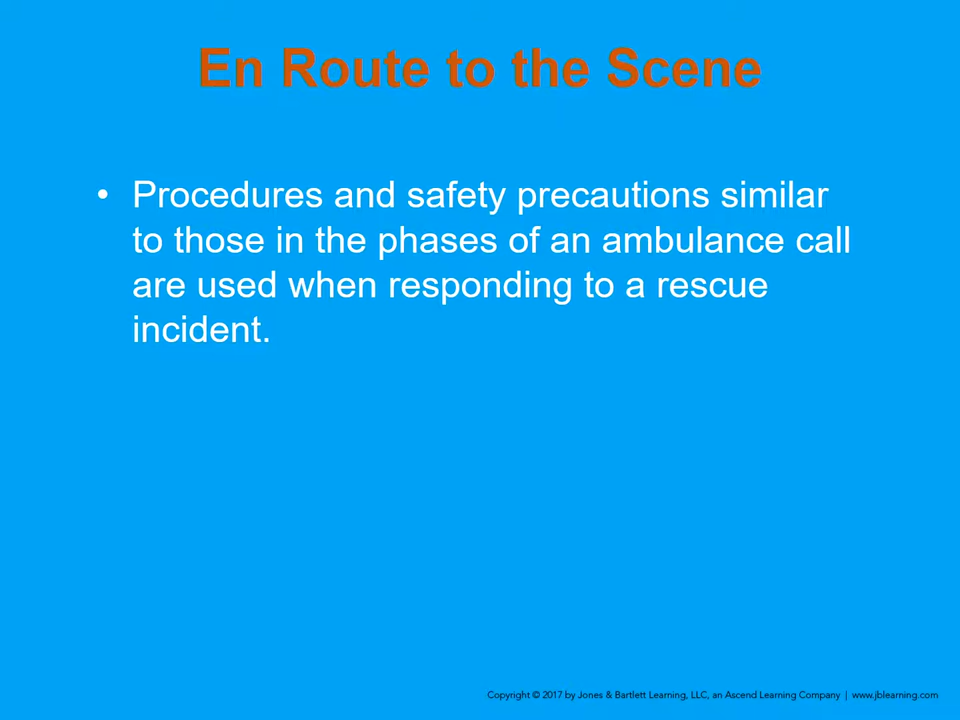 En Route to the Scene
• Procedures and safety precautions similar
to those in the phases of an ambulance call
are used when responding to a rescue
incident.
Copyright © 2017 by Jones & Bartlett Learning, LLC, an Ascend Learning Company | www.jblearning.com